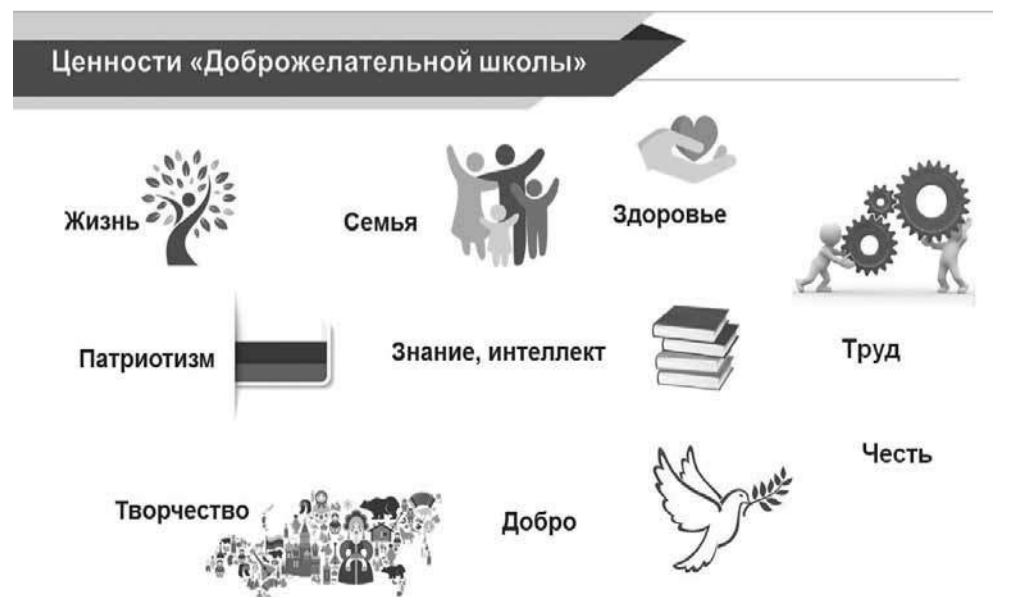 Ценности «Доброжелательной школы»
Жизнь
Семья
Здоровье
Патриотизм
Знание, интеллект
Труд
Честь
Творчество
Добро